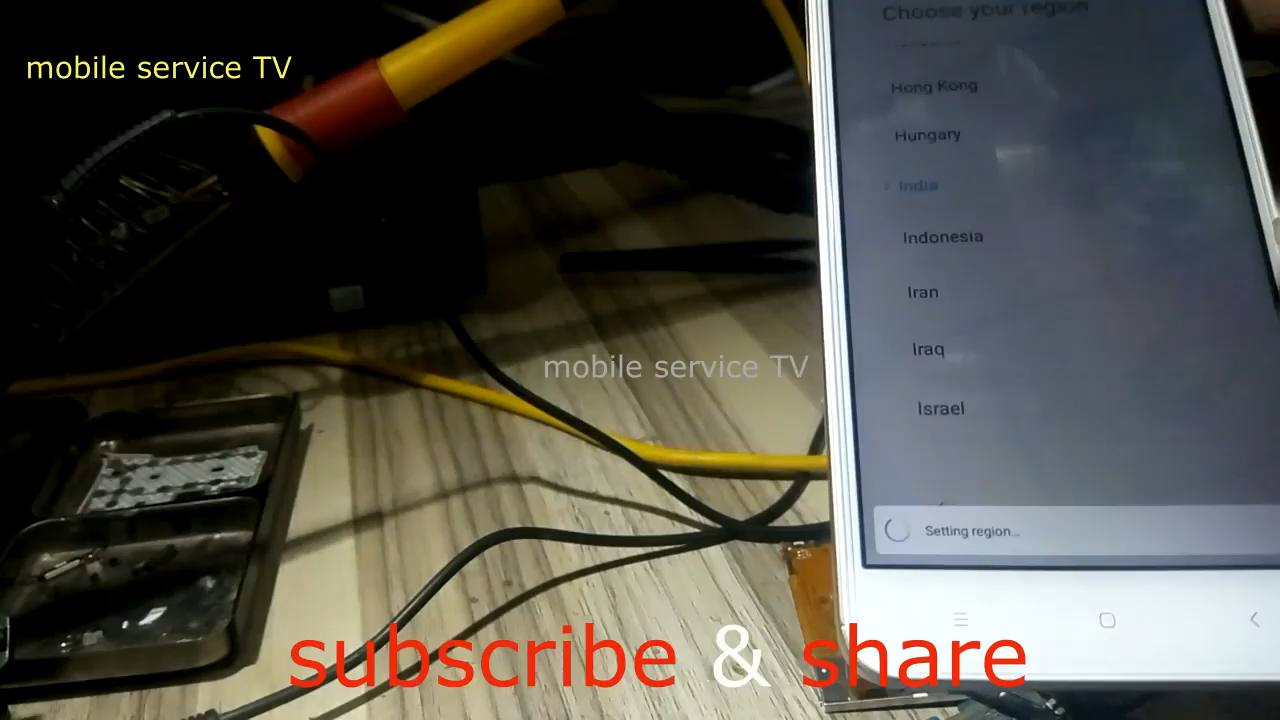 mobile service TV
Choose your region
Hong Kong
Hungary
India
Indonesia
Iran
Iraq
Israel
mobile service TV
Setting region...
subscribe & share